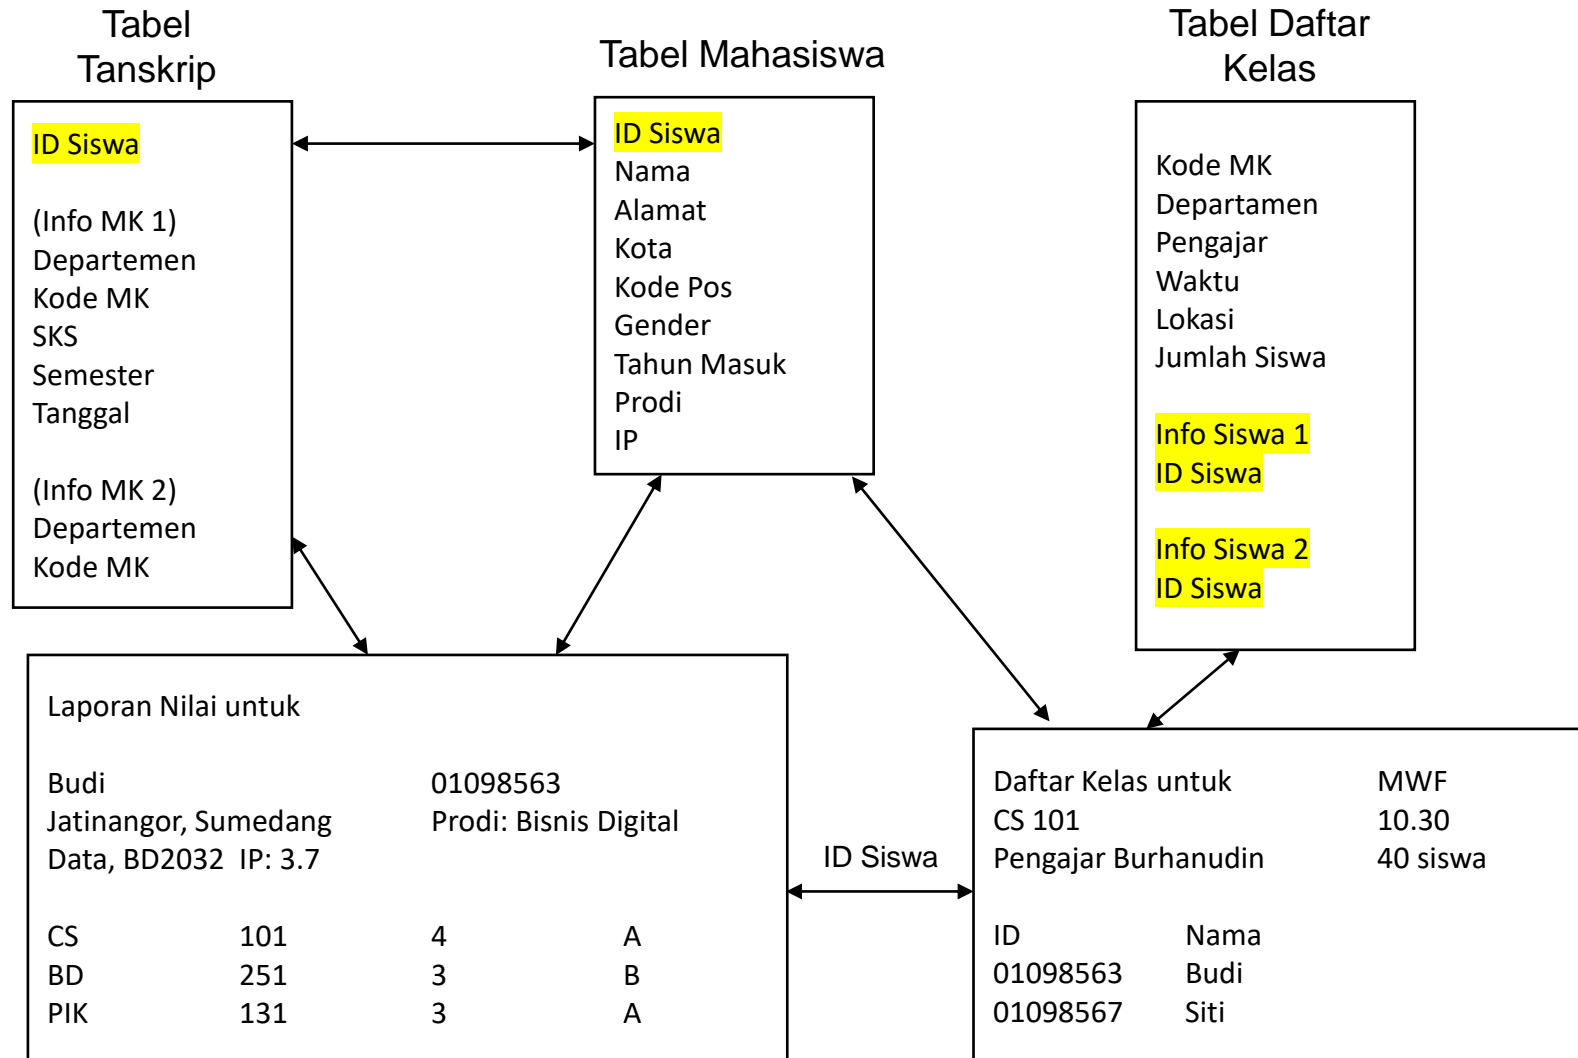 Tabel
Tanskrip
Tabel Mahasiswa
Tabel Daftar
Kelas
ID Siswa
(Info MK 1)
Departemen
Kode MK
SKS
Semester
Tanggal
(Info MK 2)
Departemen
Kode MK
ID Siswa
Nama
Alamat
Kota
Kode Pos
Gender
Tahun Masuk
Prodi
IP
Kode MK
Departamen
Pengajar
Waktu
Lokasi
Jumlah Siswa
Info Siswa 1
ID Siswa
Info Siswa 2
ID Siswa
Laporan Nilai untuk
Budi 01098563
Jatinangor, Sumedang Prodi: Bisnis Digital
Data, BD2032 IP: 3.7
CS 101 4 A
BD 251 3 B
PIK 131 3 A
ID Siswa
Daftar Kelas untuk MWF
CS 101 10.30
Pengajar Burhanudin 40 siswa
ID Nama
01098563 Budi
01098567 Siti